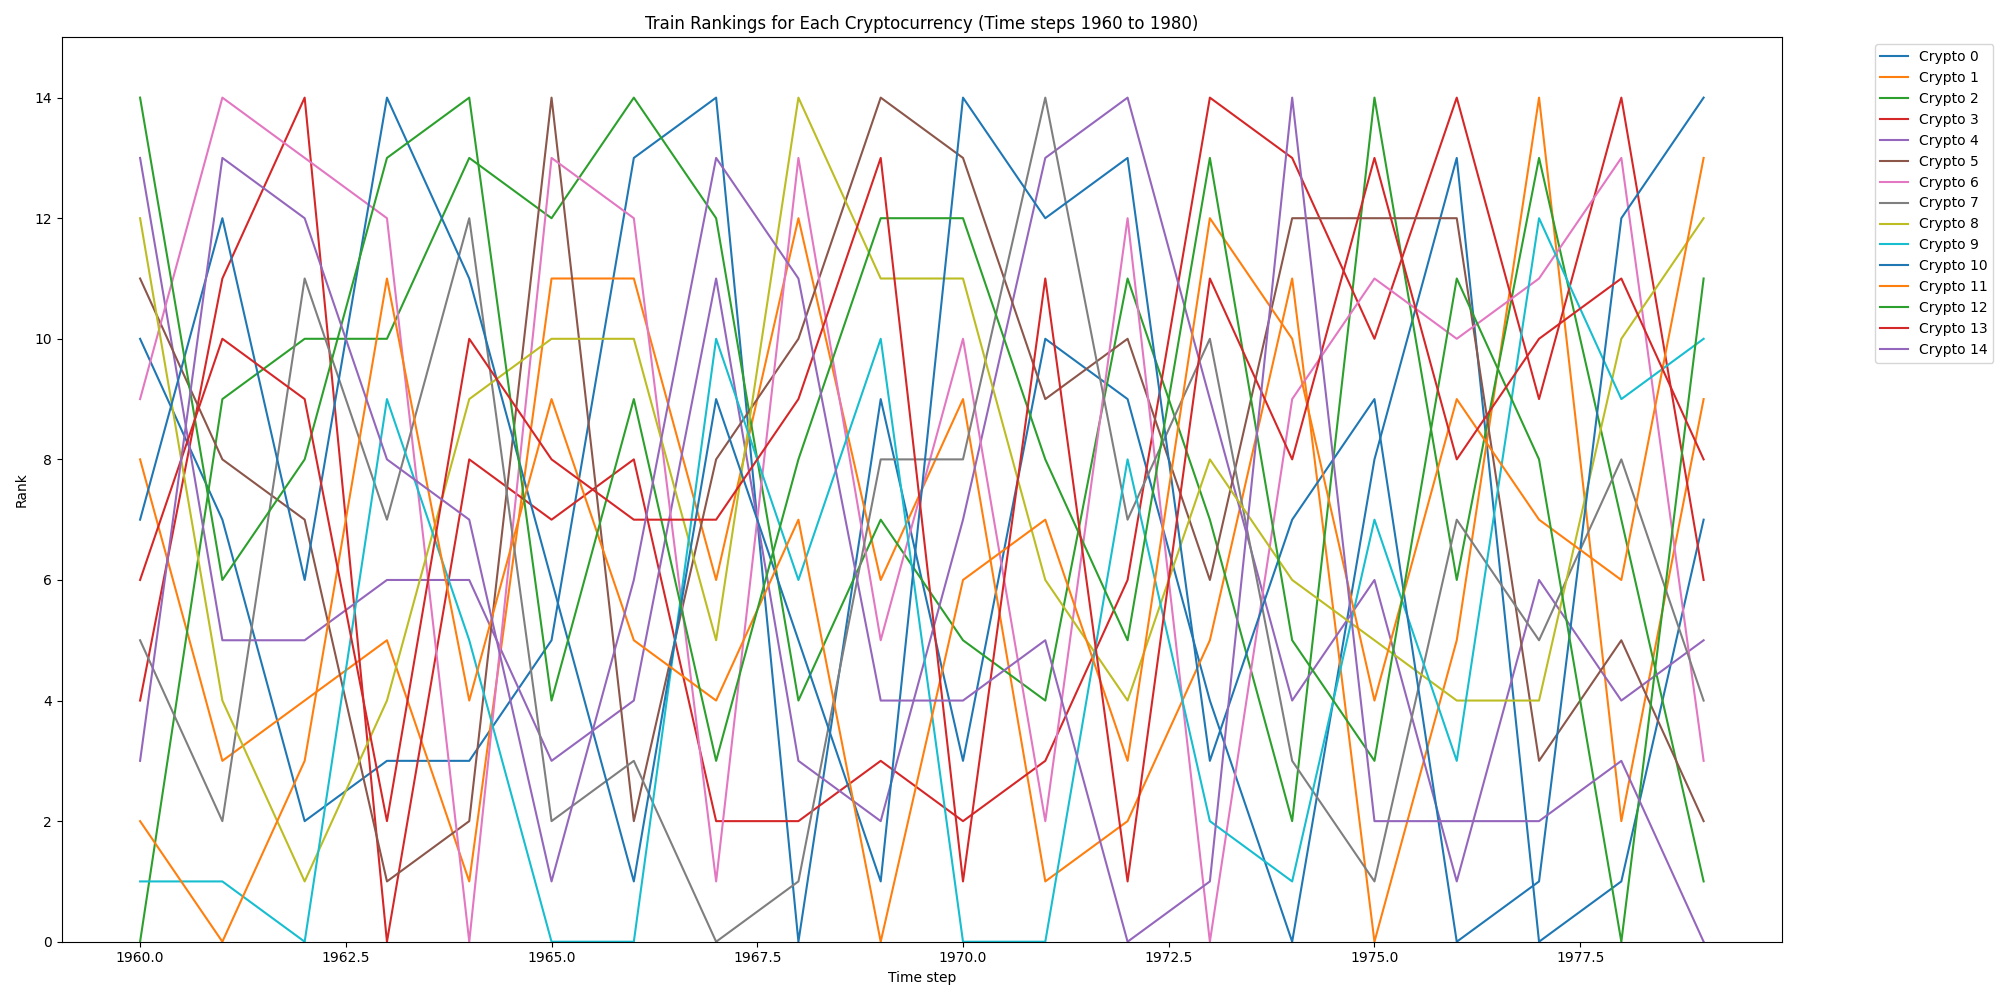 Train Rankings for Each Cryptocurrency (Time steps 1960 to 1980)
Crypto 0
Crypto 1
Crypto 2
Crypto 3
Crypto 4
Crypto 5
Crypto 6
Crypto 7
Crypto 8
Crypto 9
Crypto 10
Crypto 11
Crypto 12
Crypto 13
Crypto 14
Rank
14
12
10
8
6
4
2
0
1960.0 1962.5 1965.0 1967.5 1970.0 1972.5 1975.0 1977.5
Time step